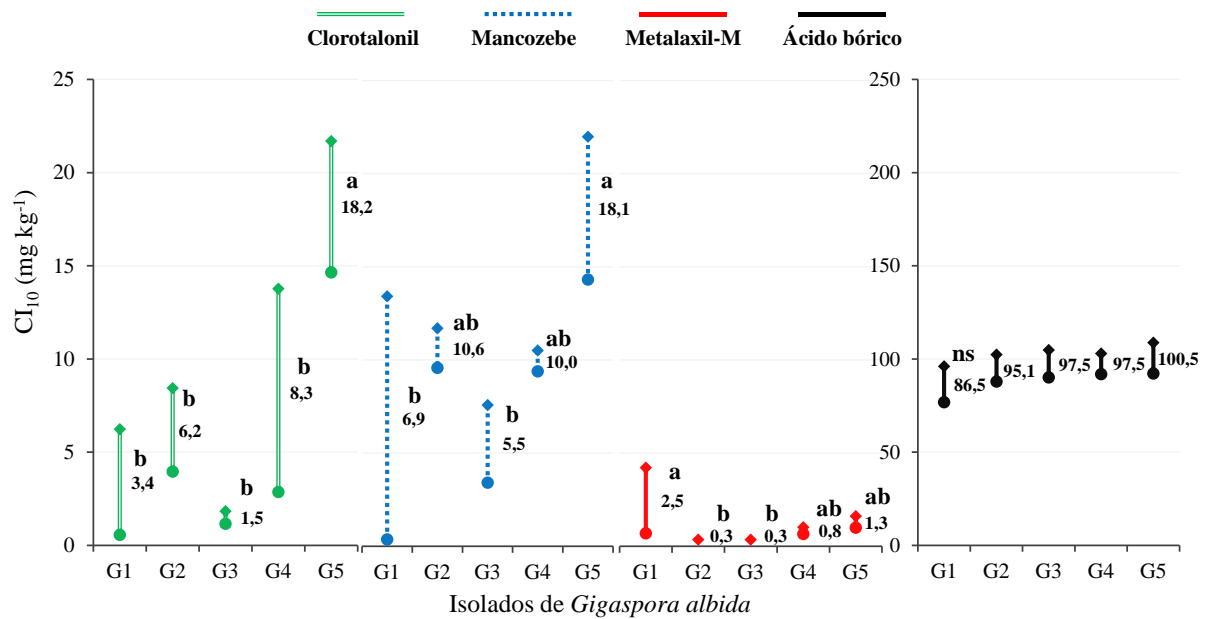 Clorotalonil Mancozebe Metalaxil-M Ácido bórico
25
20
15
10
5
0
CI₁₀ (mg kg⁻¹)
b
3,4
b
6,2
b
1,5
b
8,3
a
18,2
G1 G2 G3 G4 G5
b
6,9
ab
10,6
b
5,5
ab
10,0
a
18,1
G1 G2 G3 G4 G5
a
2,5
b
0,3
b
0,3
ab
0,8
ab
1,3
G1 G2 G3 G4 G5
250
200
150
100
50
0
ns
86,5
95,1
97,5
97,5
100,5
G1 G2 G3 G4 G5
Isolados de Gigaspora albida